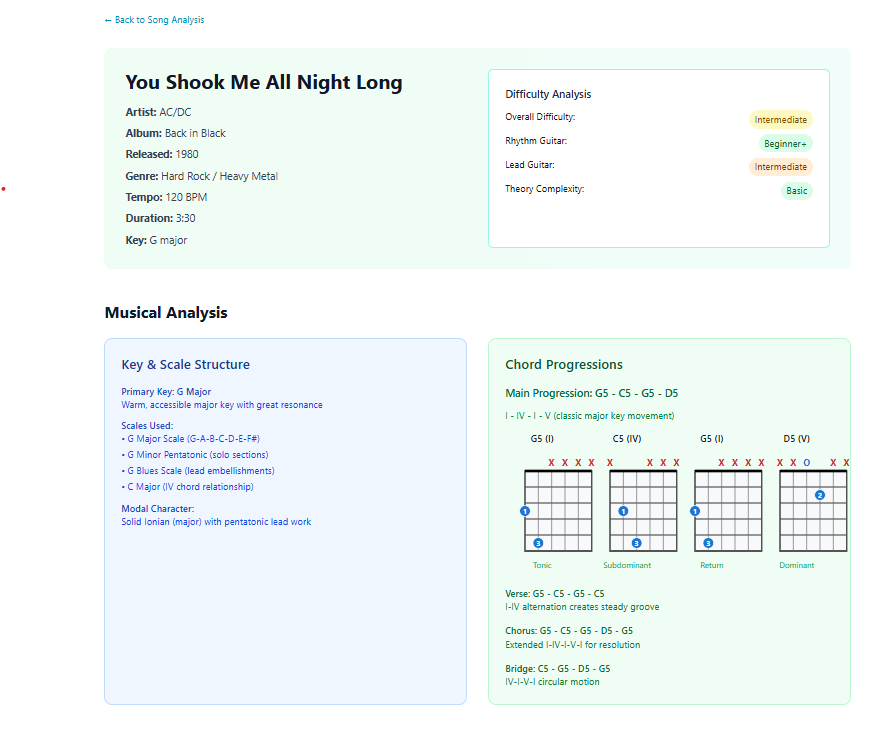 ← Back to Song Analysis
You Shook Me All Night Long
Artist: AC/DC
Album: Back in Black
Released: 1980
Genre: Hard Rock / Heavy Metal
Tempo: 120 BPM
Duration: 3:30
Key: G major
Difficulty Analysis
Overall Difficulty: Intermediate
Rhythm Guitar: Beginner+
Lead Guitar: Intermediate
Theory Complexity: Basic
Musical Analysis
Key & Scale Structure
Primary Key: G Major
Warm, accessible major key with great resonance
Scales Used:
• G Major Scale (G-A-B-C-D-E-F#)
• G Minor Pentatonic (solo sections)
• G Blues Scale (lead embellishments)
• C Major (IV chord relationship)
Modal Character:
Solid Ionian (major) with pentatonic lead work
Chord Progressions
Main Progression: G5 - C5 - G5 - D5
I - IV - I - V (classic major key movement)
G5 (I) C5 (IV) G5 (I) D5 (V)
X X X X X X X X X X X X X X O X X
2
1 1 1
3 3 3
Tonic Subdominant Return Dominant
Verse: G5 - C5 - G5 - C5
I-IV alternation creates steady groove
Chorus: G5 - C5 - G5 - D5 - G5
Extended I-IV-I-V-I for resolution
Bridge: C5 - G5 - D5 - G5
IV-I-V-I circular motion